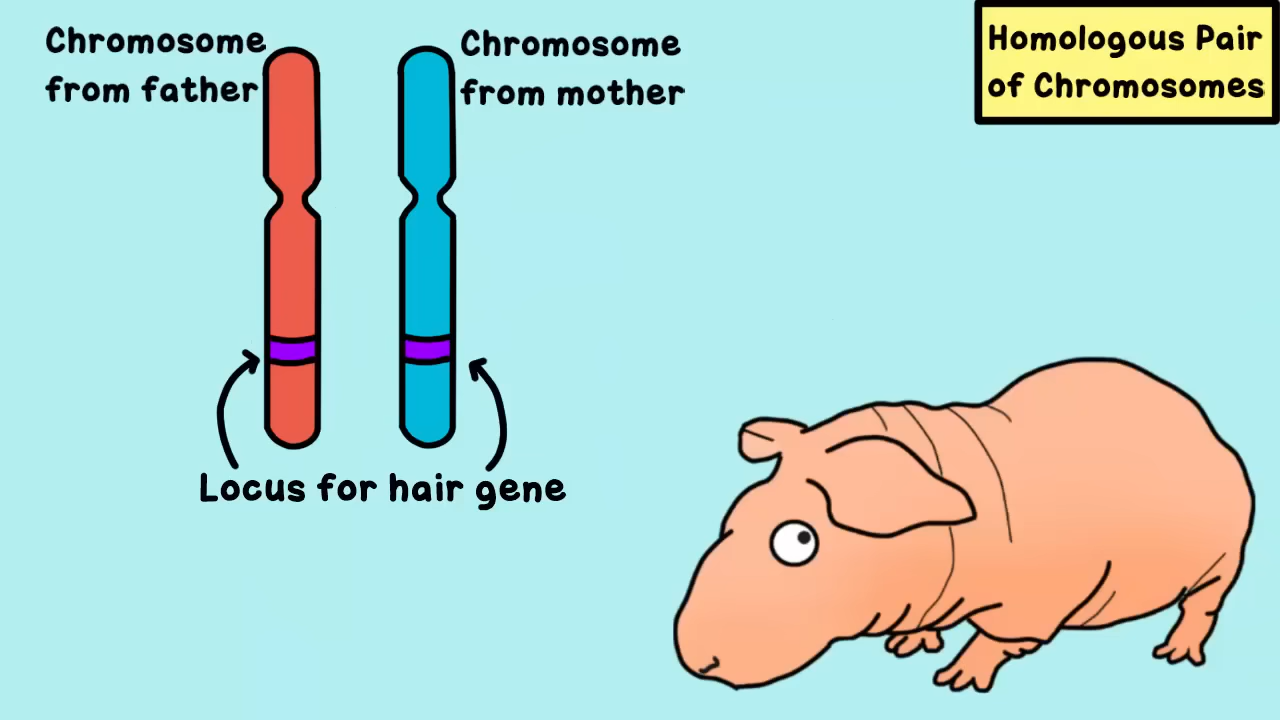 Chromosome
from father
Chromosome
from mother
Homologous Pair
of Chromosomes
Locus for hair gene